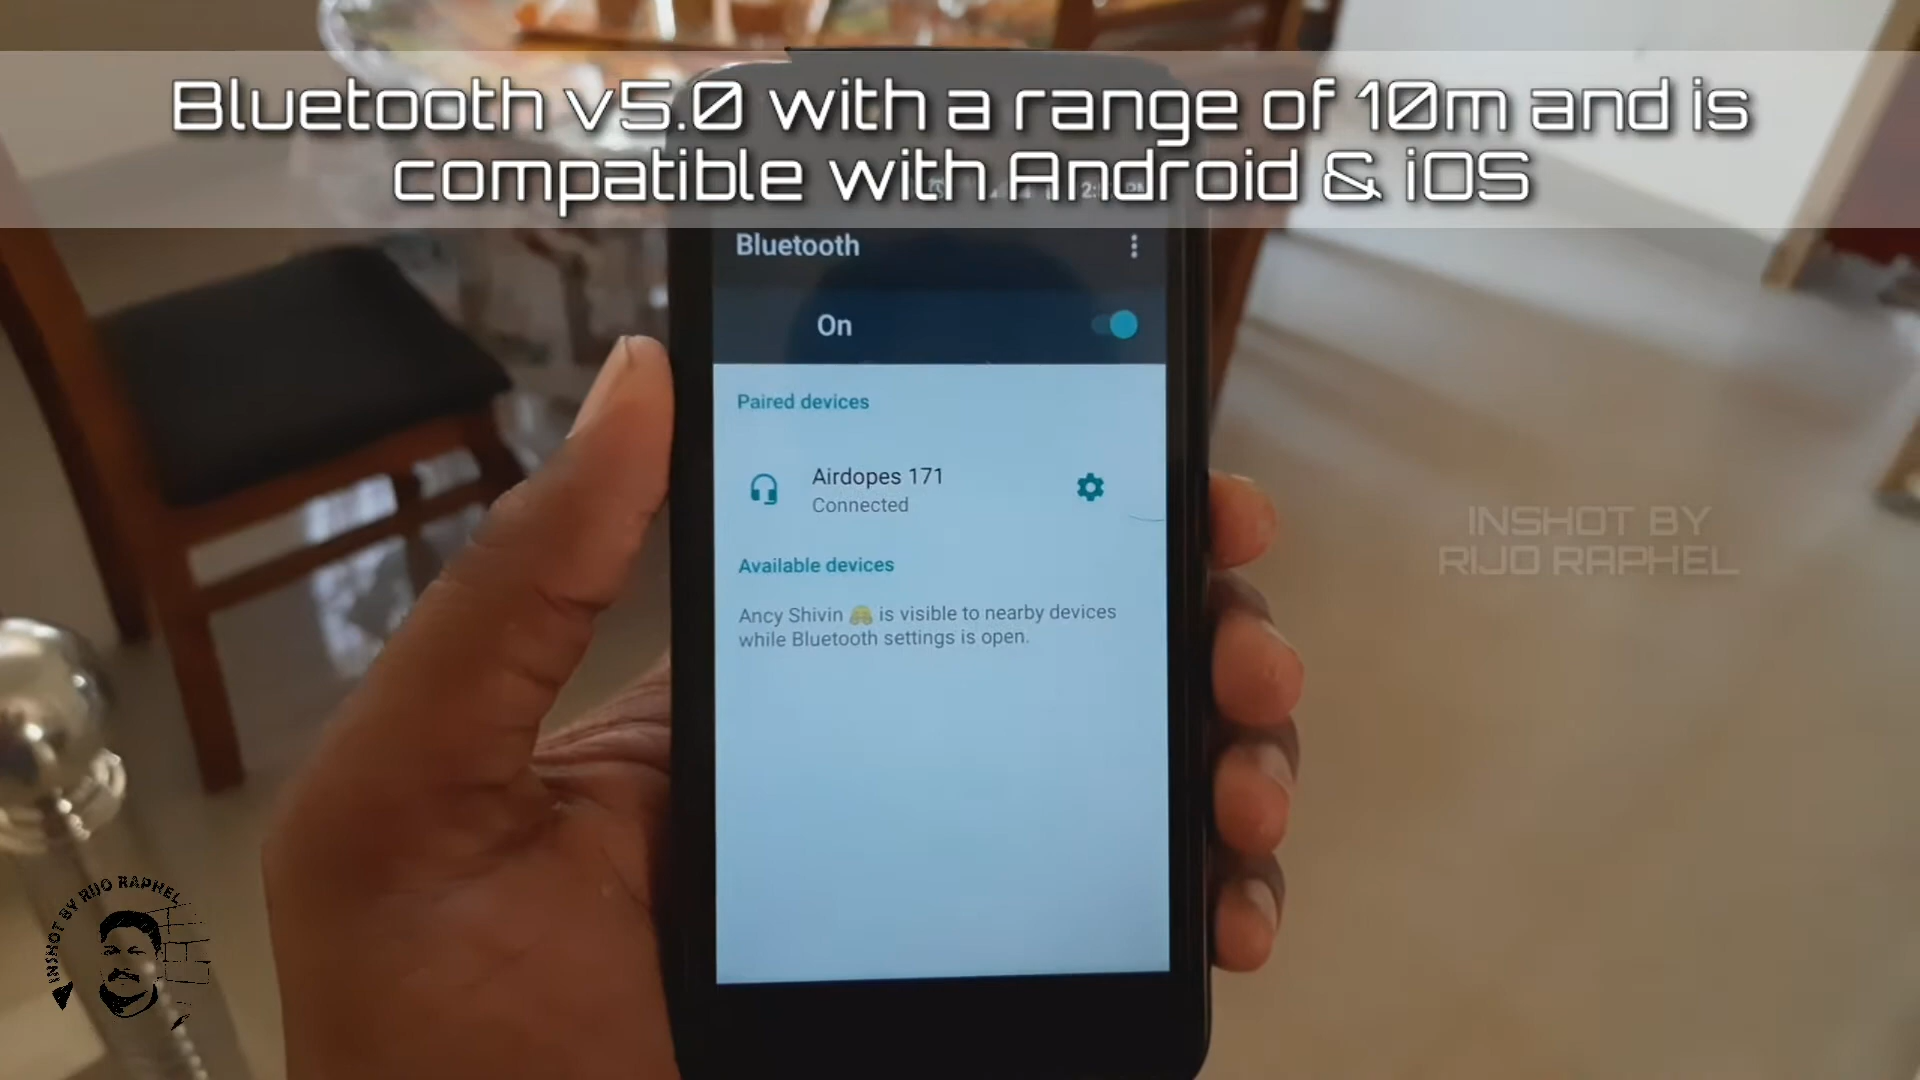 Bluetooth v5.0 with a range of 10m and is
compatible with Android & iOS
Bluetooth
On
Paired devices
Airdopes 171
Connected
Available devices
Ancy Shivin 🤗 is visible to nearby devices
while Bluetooth settings is open.
INSHOT BY
RIJO RAPHEL
INSHOT BY RIJO RAPHEL